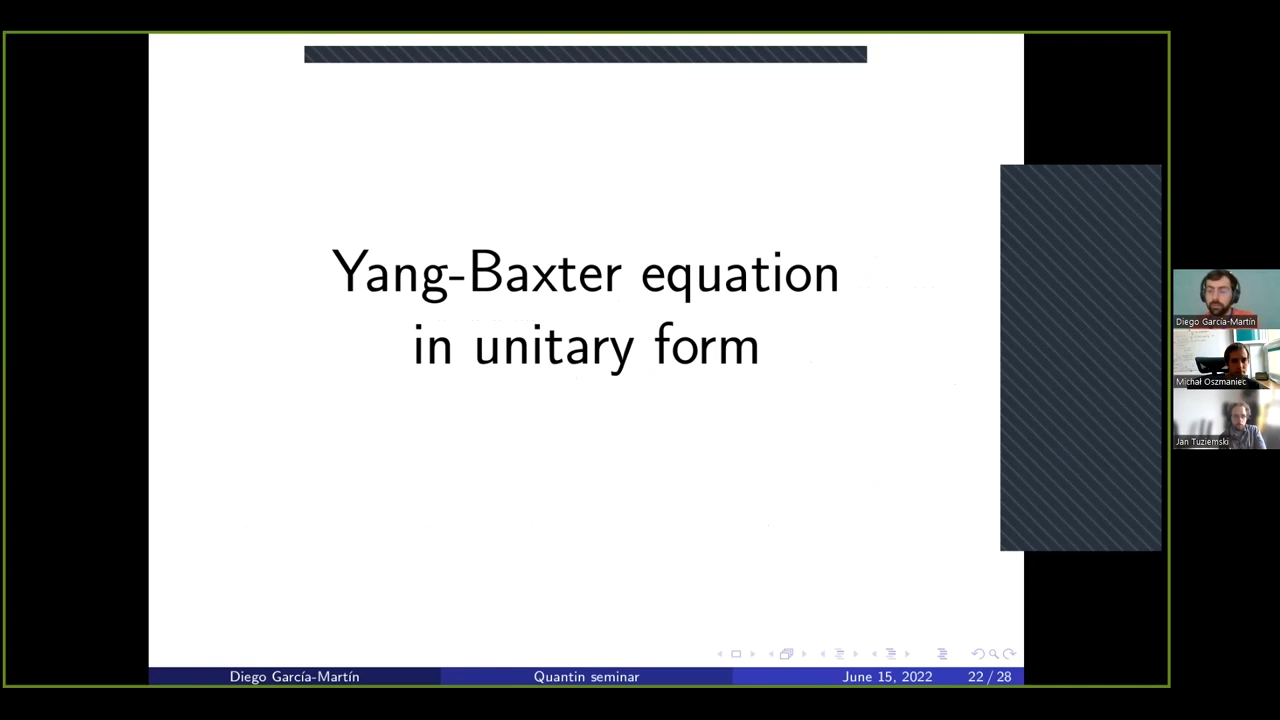 Yang-Baxter equation
in unitary form
Diego García-Martín
Michał Oszmaniec
Jan Tuziemski
Diego García-Martín Quantin seminar June 15, 2022 22 / 28